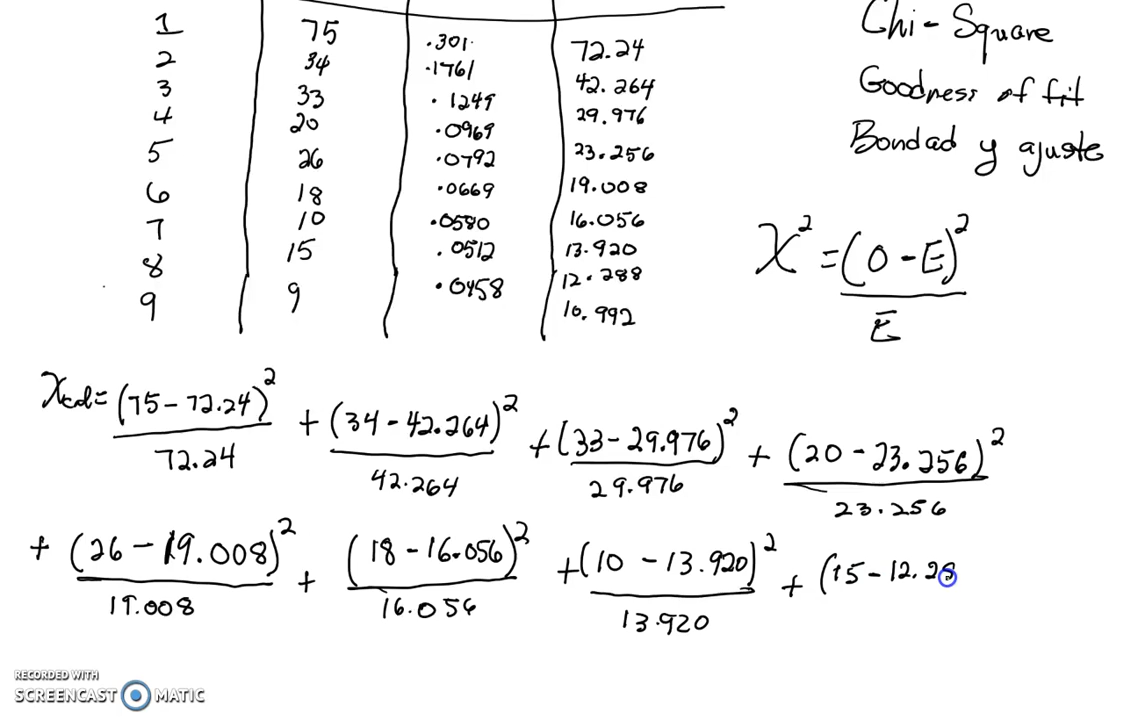 1 75 .301 72.24
2 34 .1761 42.264
3 33 .1249 29.976
4 20 .0969 23.256
5 26 .0792 19.008
6 18 .0669 16.056
7 10 .0580 13.920
8 15 .0512 12.288
9 9 .0458 10.992
Chi-Square
Goodness of fit
Bondad y ajuste
χ² = (O - E)²
E
χcal = (75 - 72.24)² + (34 - 42.264)² + (33 - 29.976)² + (20 - 23.256)²
72.24 42.264 29.976 23.256
+ (26 - 19.008)² + (18 - 16.056)² + (10 - 13.920)² + (15 - 12.28
19.008 16.056 13.920
RECORDED WITH
SCREENCAST MATIC